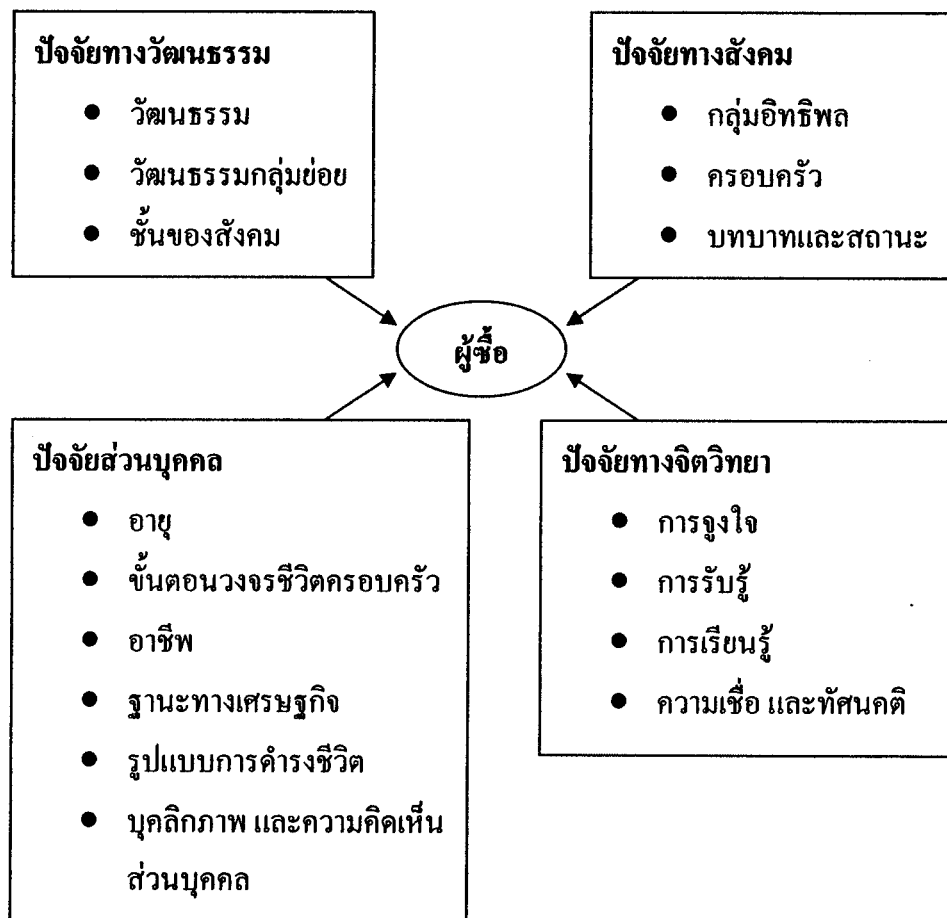 ปัจจัยทางวัฒนธรรม
● วัฒนธรรม
● วัฒนธรรมกลุ่มย่อย
● ชั้นของสังคม
ปัจจัยทางสังคม
● กลุ่มอิทธิพล
● ครอบครัว
● บทบาทและสถานะ
ผู้ซื้อ
ปัจจัยส่วนบุคคล
● อายุ
● ขั้นตอนวงจรชีวิตครอบครัว
● อาชีพ
● ฐานะทางเศรษฐกิจ
● รูปแบบการดำรงชีวิต
● บุคลิกภาพ และความคิดเห็น
ส่วนบุคคล
ปัจจัยทางจิตวิทยา
● การจูงใจ
● การรับรู้
● การเรียนรู้
● ความเชื่อ และทัศนคติ